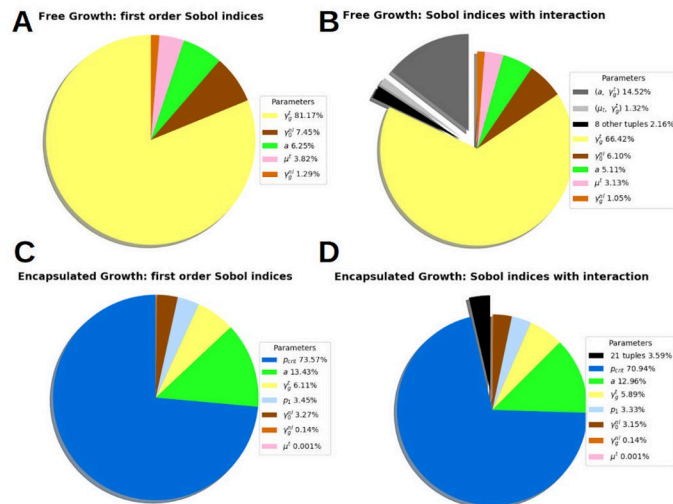 A
Free Growth: first order Sobol indices
Parameters
γ_g^t 81.17%
γ_0^nl 7.45%
a 6.25%
μ^t 3.82%
γ_g^nl 1.29%
B
Free Growth: Sobol indices with interaction
Parameters
(a, γ_g^t) 14.52%
(μ_t, γ_g^t) 1.32%
8 other tuples 2.16%
γ_g^t 66.42%
γ_0^nl 6.10%
a 5.11%
μ^t 3.13%
γ_g^nl 1.05%
C
Encapsulated Growth: first order Sobol indices
Parameters
p_crit 73.57%
a 13.43%
γ_g^t 6.11%
p_1 3.45%
γ_0^nl 3.27%
γ_g^nl 0.14%
μ^t 0.001%
D
Encapsulated Growth: Sobol indices with interaction
Parameters
21 tuples 3.59%
p_crit 70.94%
a 12.96%
γ_g^t 5.89%
p_1 3.33%
γ_0^nl 3.15%
γ_g^nl 0.14%
μ^t 0.001%